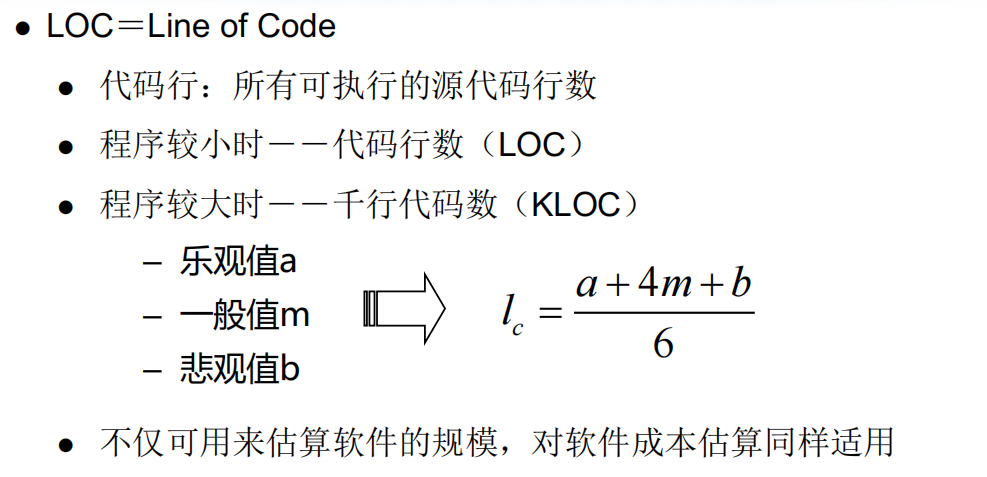 ● LOC＝Line of Code
● 代码行：所有可执行的源代码行数
● 程序较小时－－代码行数（LOC）
● 程序较大时－－千行代码数（KLOC）
– 乐观值a
– 一般值m
– 悲观值b
l_c = (a + 4m + b) / 6
● 不仅可用来估算软件的规模，对软件成本估算同样适用